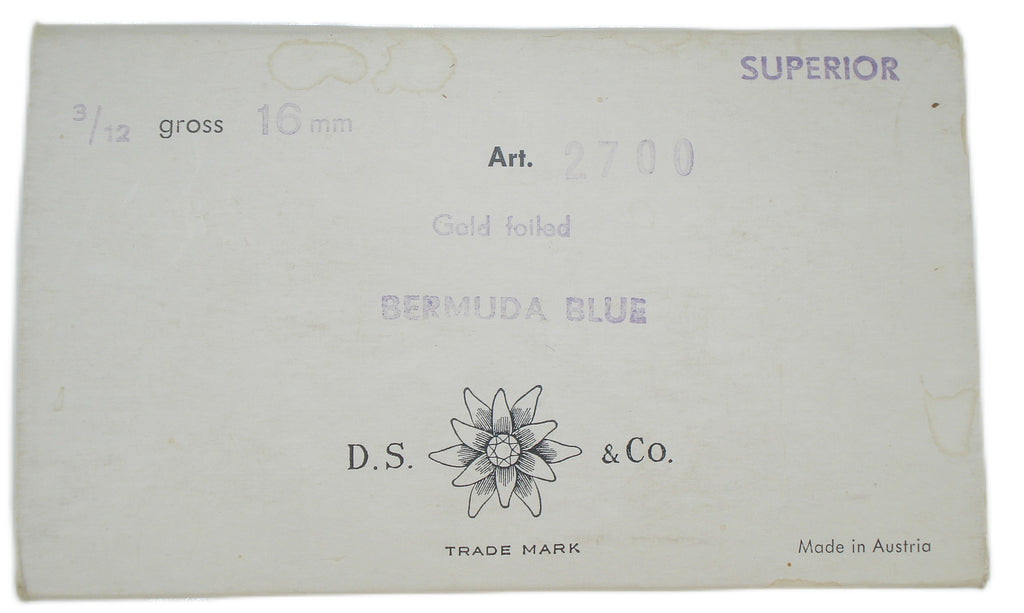 SUPERIOR
3/12 gross 16 mm
Art. 2700
Gold foiled
BERMUDA BLUE
D.S. & Co.
TRADE MARK
Made in Austria